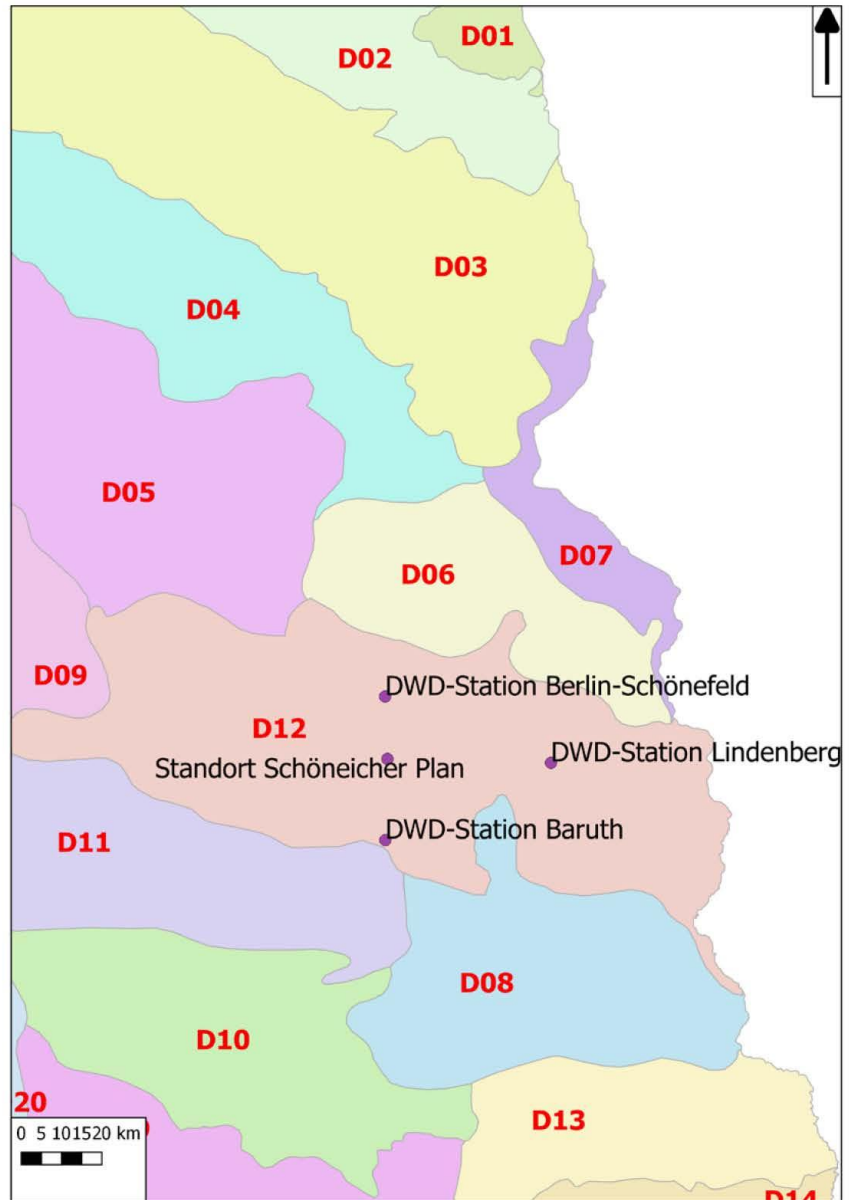 D01
D02
D03
D04
D05
D07
D06
D09
DWD-Station Berlin-Schönefeld
D12
DWD-Station Lindenberg
Standort Schöneicher Plan
DWD-Station Baruth
D11
D08
D10
20
D13
0 5 101520 km
D14